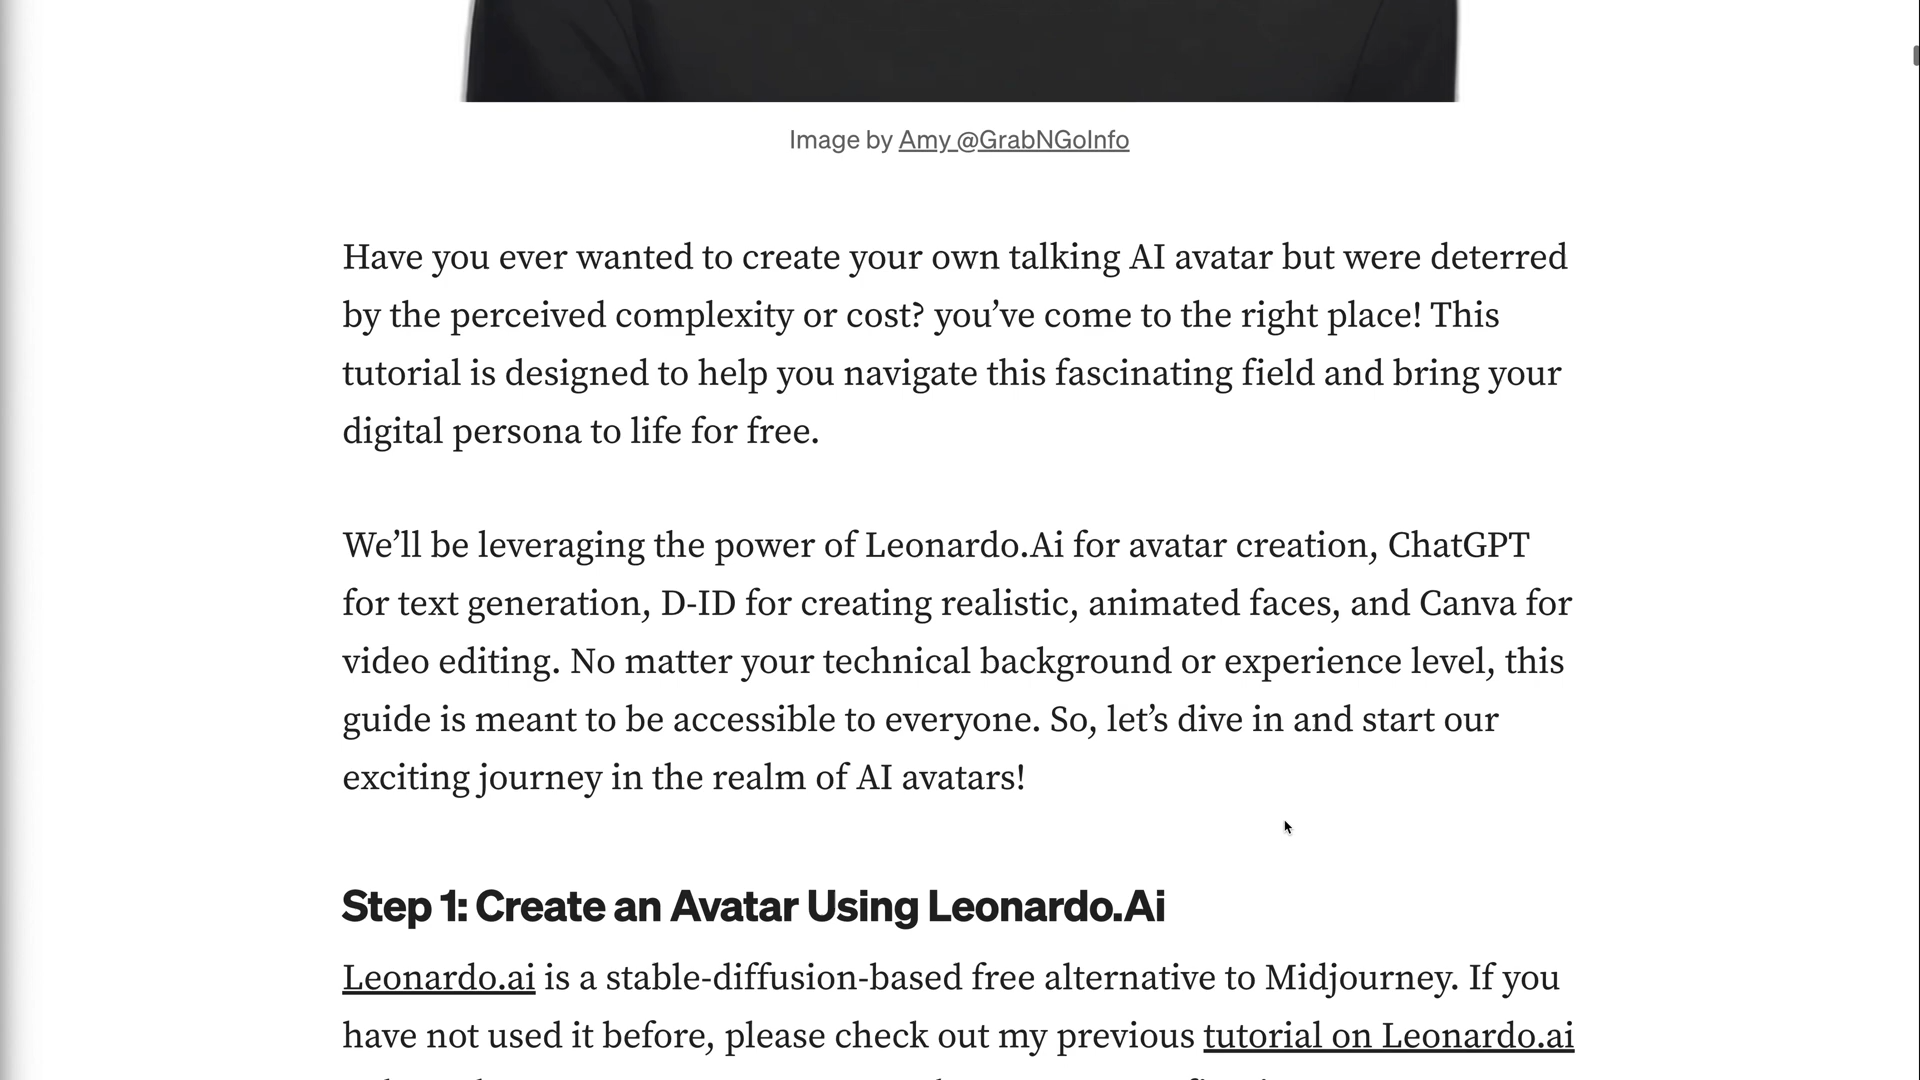 Image by Amy @GrabNGoInfo
Have you ever wanted to create your own talking AI avatar but were deterred
by the perceived complexity or cost? you’ve come to the right place! This
tutorial is designed to help you navigate this fascinating field and bring your
digital persona to life for free.
We’ll be leveraging the power of Leonardo.Ai for avatar creation, ChatGPT
for text generation, D-ID for creating realistic, animated faces, and Canva for
video editing. No matter your technical background or experience level, this
guide is meant to be accessible to everyone. So, let’s dive in and start our
exciting journey in the realm of AI avatars!
Step 1: Create an Avatar Using Leonardo.Ai
Leonardo.ai is a stable-diffusion-based free alternative to Midjourney. If you
have not used it before, please check out my previous tutorial on Leonardo.ai